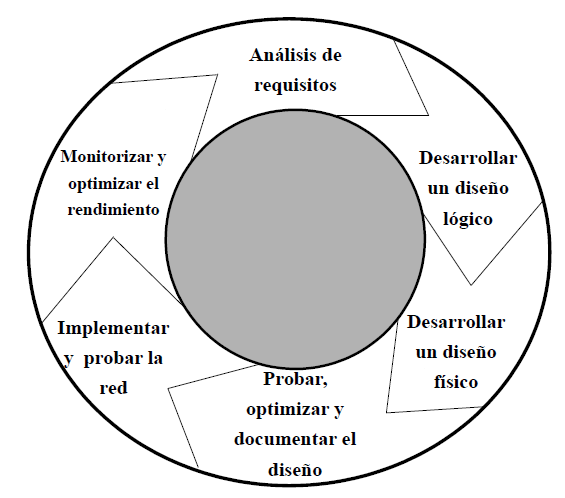 Análisis de
requisitos
Desarrollar
un diseño
lógico
Desarrollar
un diseño
físico
Probar,
optimizar y
documentar el
diseño
Implementar
y probar la
red
Monitorizar y
optimizar el
rendimiento